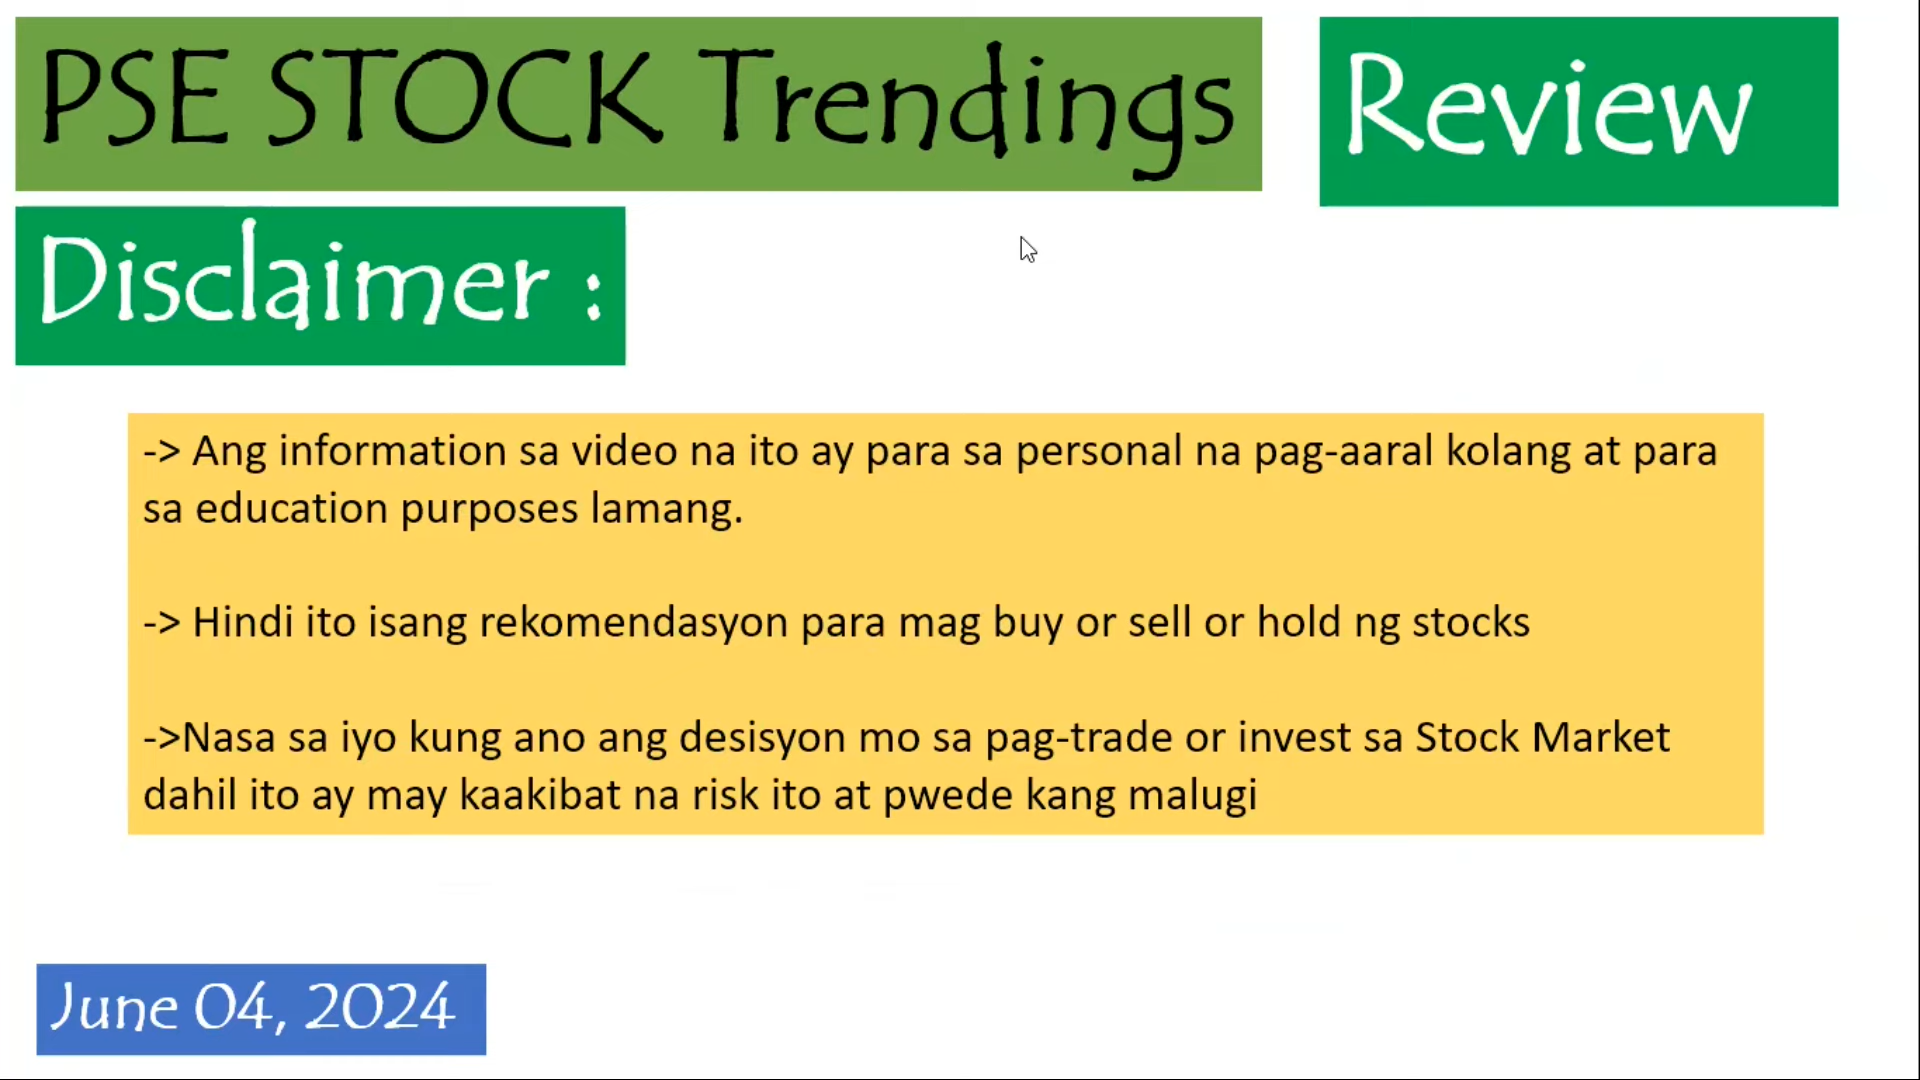 PSE STOCK Trendings
Review
Disclaimer :
-> Ang information sa video na ito ay para sa personal na pag-aaral kolang at para
sa education purposes lamang.
-> Hindi ito isang rekomendasyon para mag buy or sell or hold ng stocks
->Nasa sa iyo kung ano ang desisyon mo sa pag-trade or invest sa Stock Market
dahil ito ay may kaakibat na risk ito at pwede kang malugi
June 04, 2024